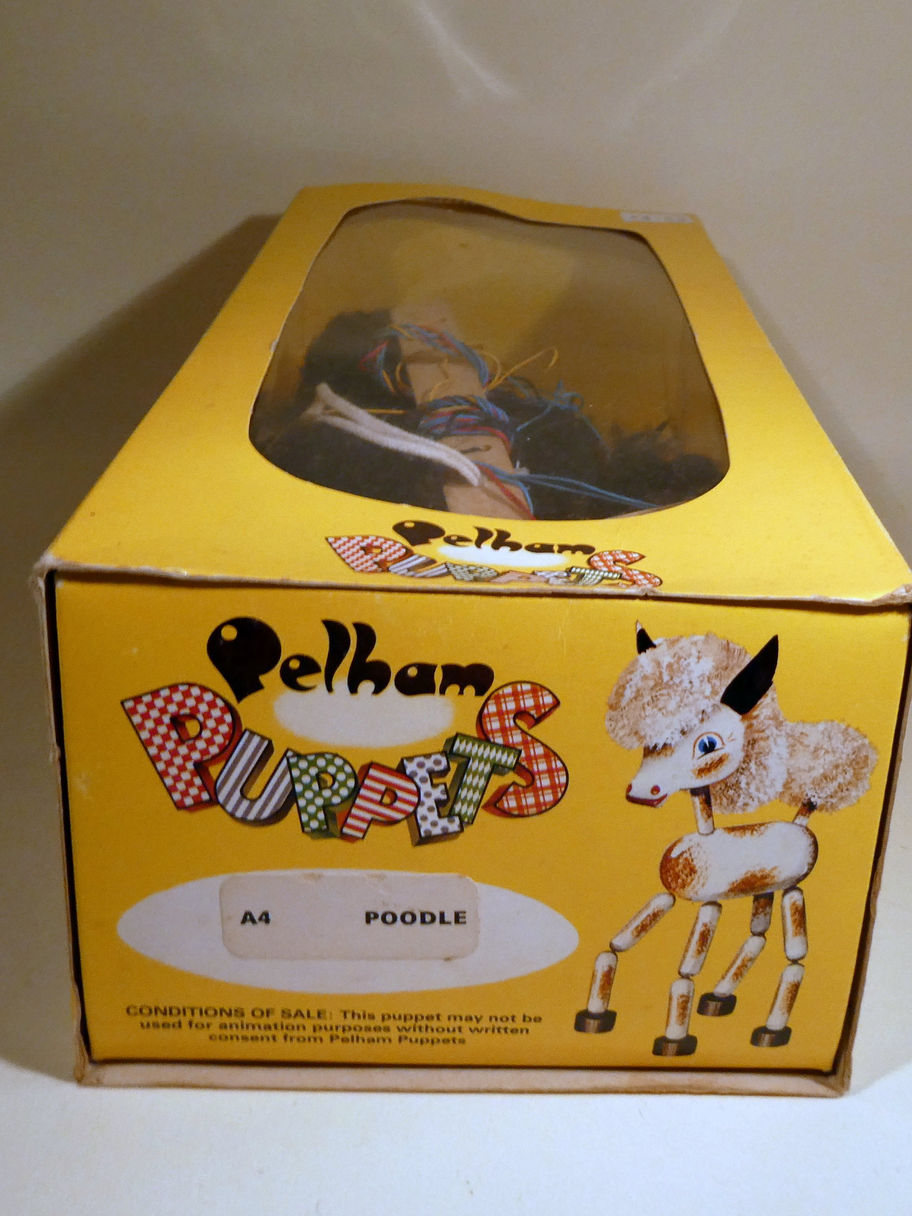 Pelham
PUPPETS
Pelham
PUPPETS
A4 POODLE
CONDITIONS OF SALE: This puppet may not be
used for animation purposes without written
consent from Pelham Puppets